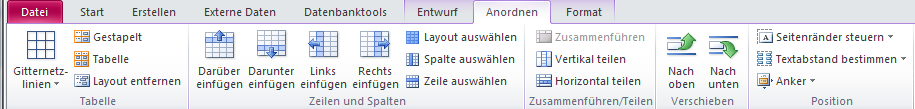 Datei Start Erstellen Externe Daten Datenbanktools Entwurf Anordnen Format
Gitternetz-
linien
Gestapelt
Tabelle
Layout entfernen
Tabelle
Darüber
einfügen
Darunter
einfügen
Links
einfügen
Rechts
einfügen
Layout auswählen
Spalte auswählen
Zeile auswählen
Zeilen und Spalten
Zusammenführen
Vertikal teilen
Horizontal teilen
Zusammenführen/Teilen
Nach
oben
Nach
unten
Verschieben
Seitenränder steuern
Textabstand bestimmen
Anker
Position